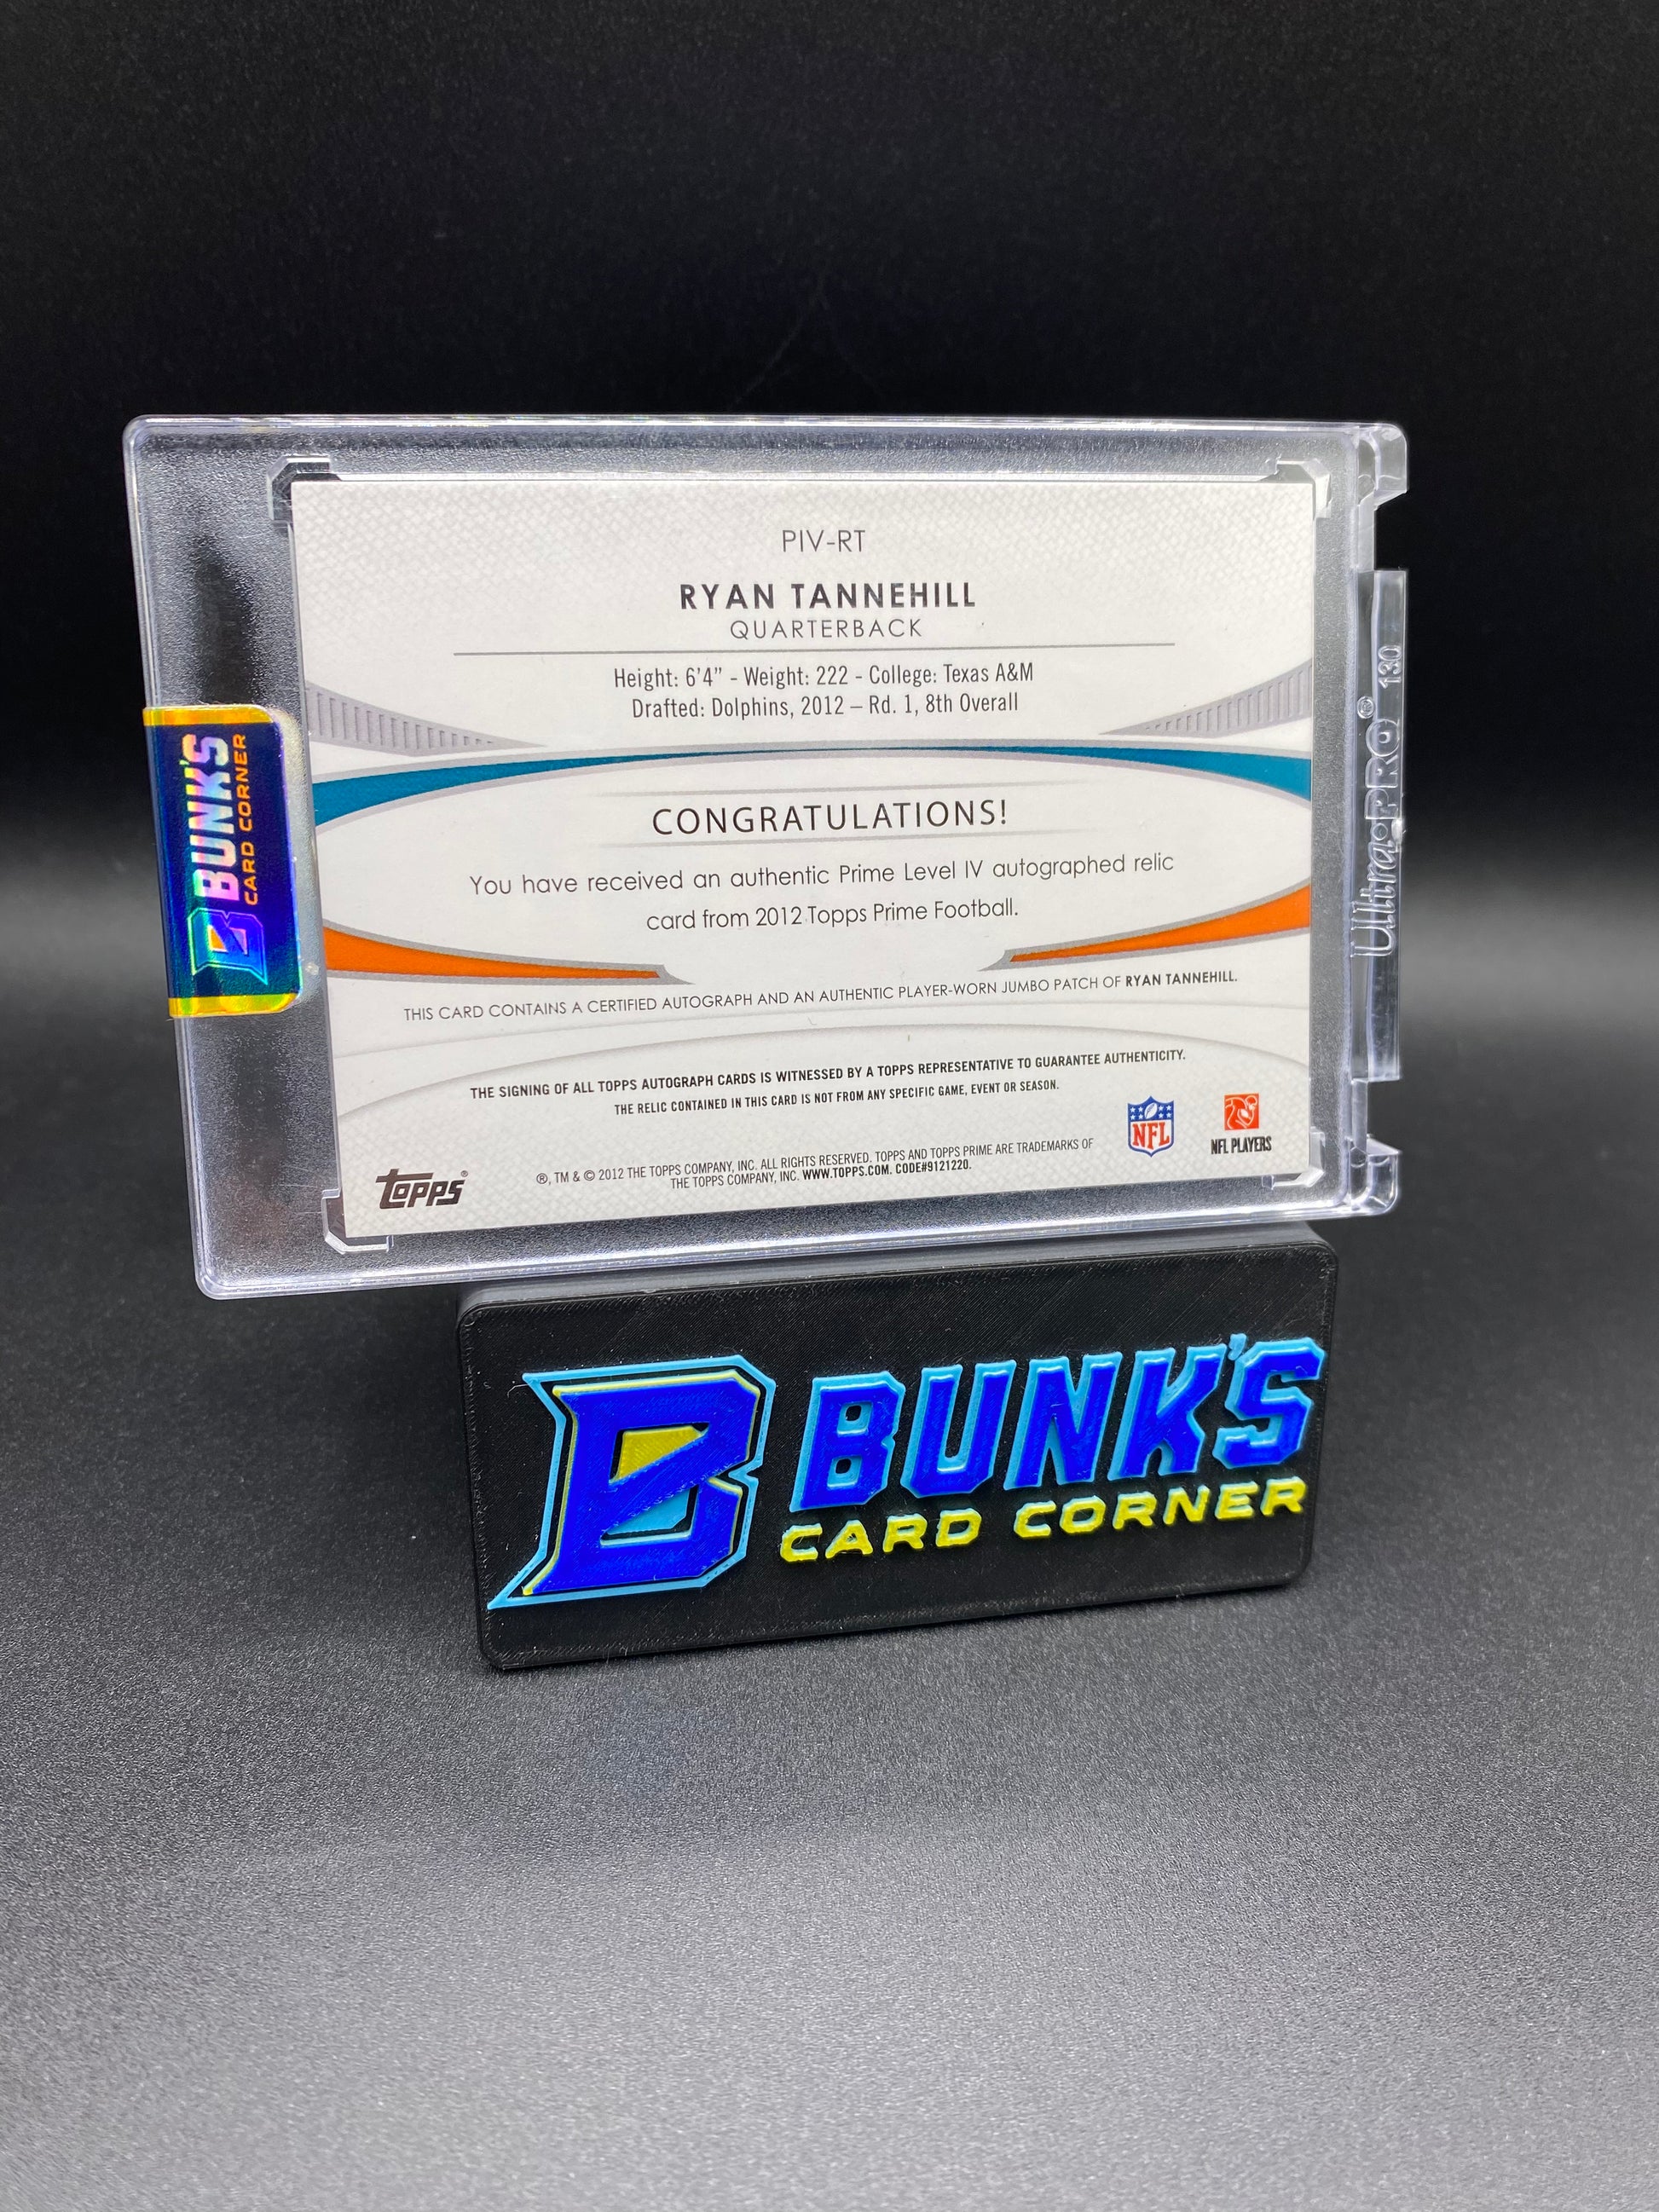 PIV-RT
RYAN TANNEHILL
QUARTERBACK
Height: 6'4" - Weight: 222 - College: Texas A&M
Drafted: Dolphins, 2012 – Rd. 1, 8th Overall
CONGRATULATIONS!
You have received an authentic Prime Level IV autographed relic
card from 2012 Topps Prime Football.
THIS CARD CONTAINS A CERTIFIED AUTOGRAPH AND AN AUTHENTIC PLAYER-WORN JUMBO PATCH OF RYAN TANNEHILL.
THE SIGNING OF ALL TOPPS AUTOGRAPH CARDS IS WITNESSED BY A TOPPS REPRESENTATIVE TO GUARANTEE AUTHENTICITY.
THE RELIC CONTAINED IN THIS CARD IS NOT FROM ANY SPECIFIC GAME, EVENT OR SEASON.
NFL
NFL PLAYERS
topps®
®, TM & © 2012 THE TOPPS COMPANY, INC. ALL RIGHTS RESERVED. TOPPS AND TOPPS PRIME ARE TRADEMARKS OF
THE TOPPS COMPANY, INC. WWW.TOPPS.COM. CODE#9121220.
B BUNK'S
CARD CORNER
Ultra•PRO® 130
B BUNK'S
CARD CORNER